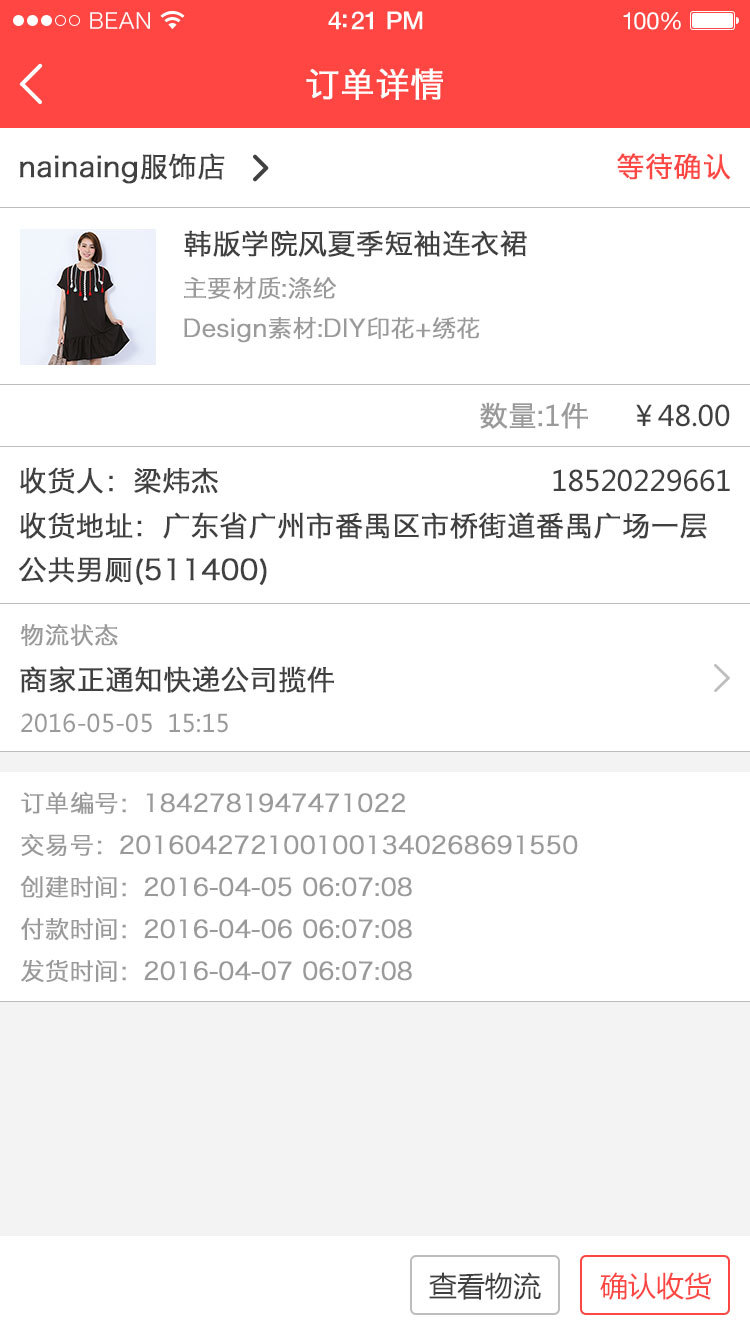 BEAN 4:21 PM 100%
订单详情
nainaing服饰店 等待确认
韩版学院风夏季短袖连衣裙
主要材质:涤纶
Design素材:DIY印花+绣花
数量:1件 ¥48.00
收货人：梁炜杰 18520229661
收货地址：广东省广州市番禺区市桥街道番禺广场一层
公共男厕(511400)
物流状态
商家正通知快递公司揽件
2016-05-05 15:15
订单编号：1842781947471022
交易号：2016042721001001340268691550
创建时间：2016-04-05 06:07:08
付款时间：2016-04-06 06:07:08
发货时间：2016-04-07 06:07:08
查看物流 确认收货